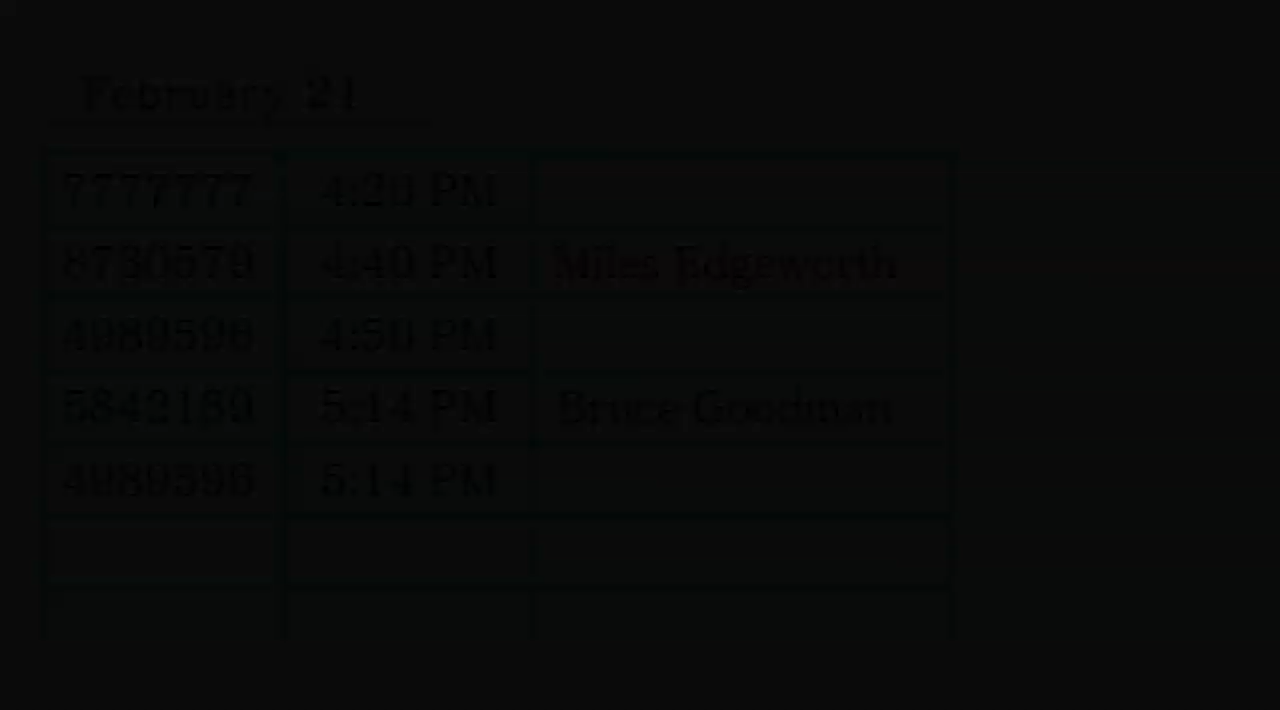 February 21
7777777 4:20 PM
8730579 4:40 PM Miles Edgeworth
4989596 4:50 PM
5842189 5:14 PM Bruce Goodman
4989596 5:14 PM